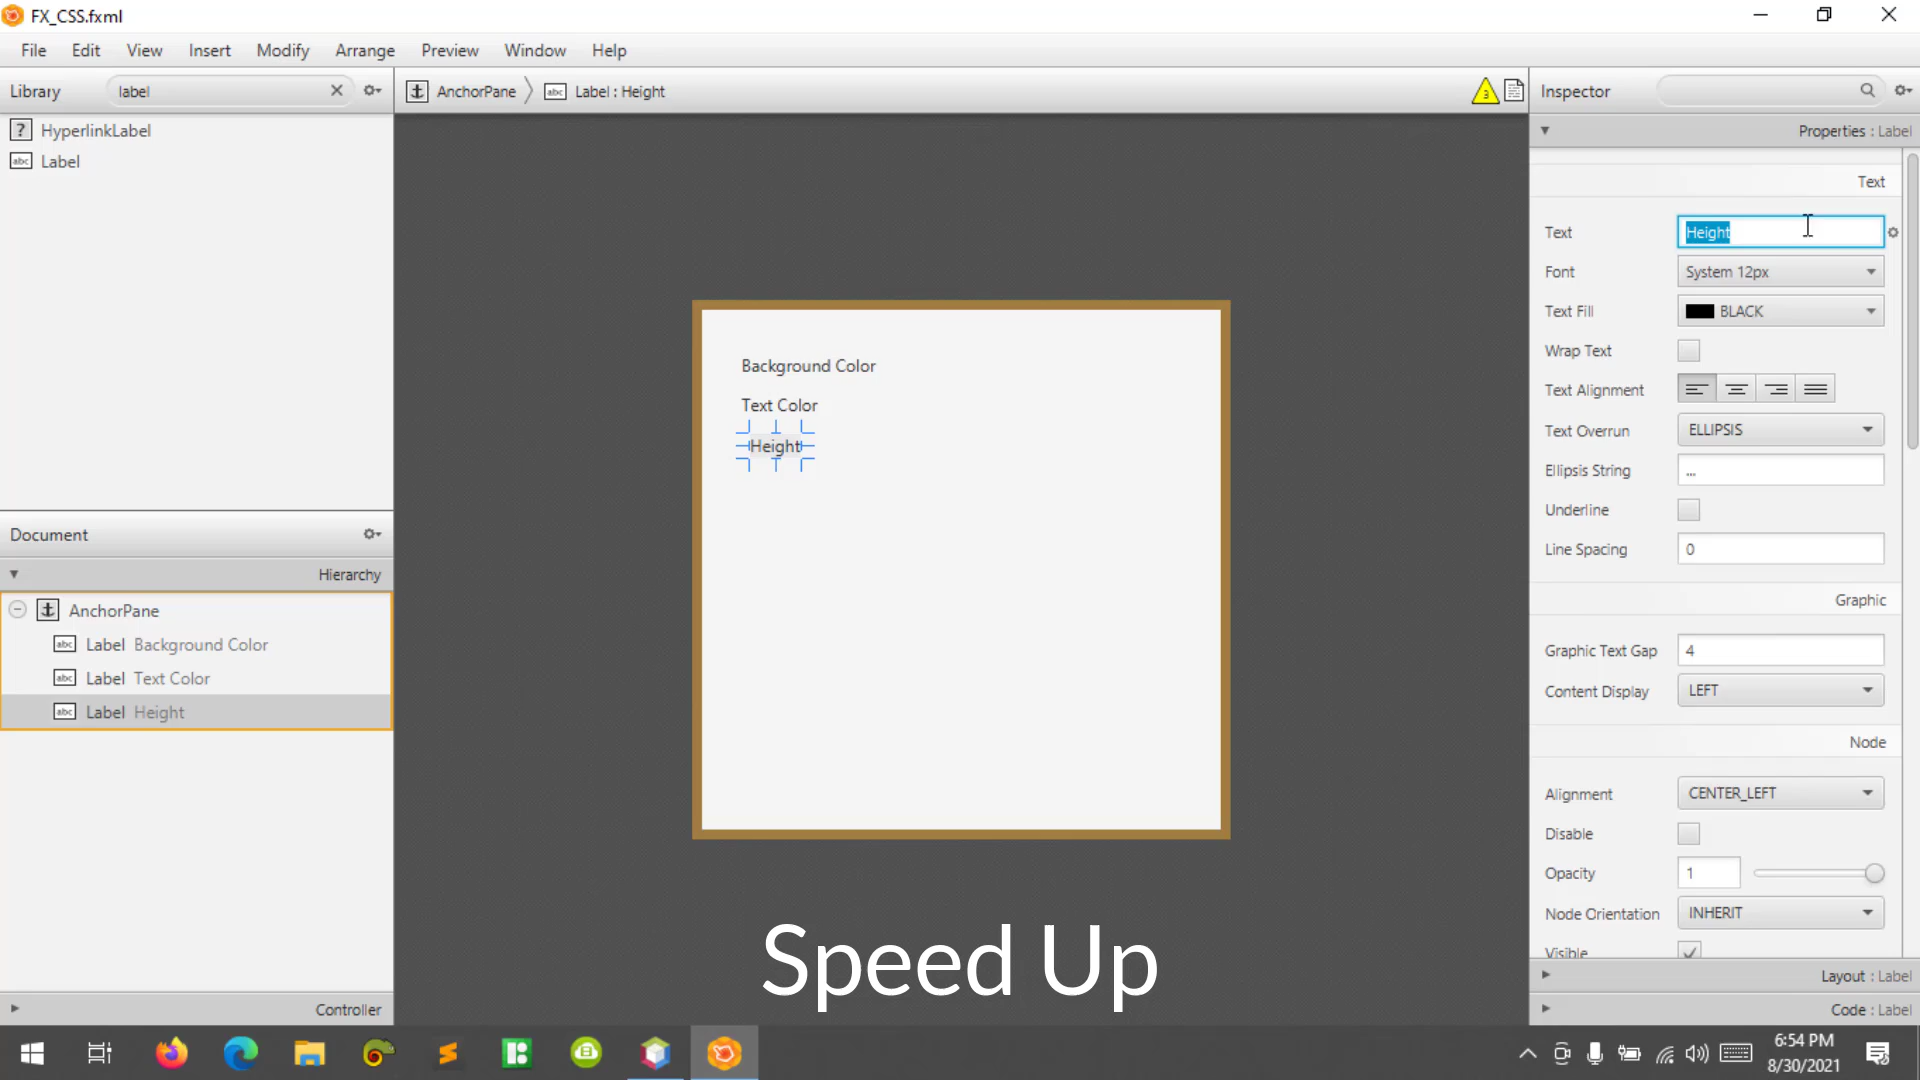 FX_CSS.fxml
File Edit View Insert Modify Arrange Preview Window Help
Library label
AnchorPane Label : Height
3
Inspector
HyperlinkLabel
Label
Properties : Label
Text
Text Height
Font System 12px
Text Fill BLACK
Wrap Text
Text Alignment
Text Overrun ELLIPSIS
Ellipsis String ...
Underline
Line Spacing 0
Graphic
Graphic Text Gap 4
Content Display LEFT
Node
Alignment CENTER_LEFT
Disable
Opacity 1
Node Orientation INHERIT
Visible
Layout : Label
Code : Label
Background Color
Text Color
Height
Document
Hierarchy
AnchorPane
abc Label Background Color
abc Label Text Color
abc Label Height
Controller
Speed Up
6:54 PM
8/30/2021